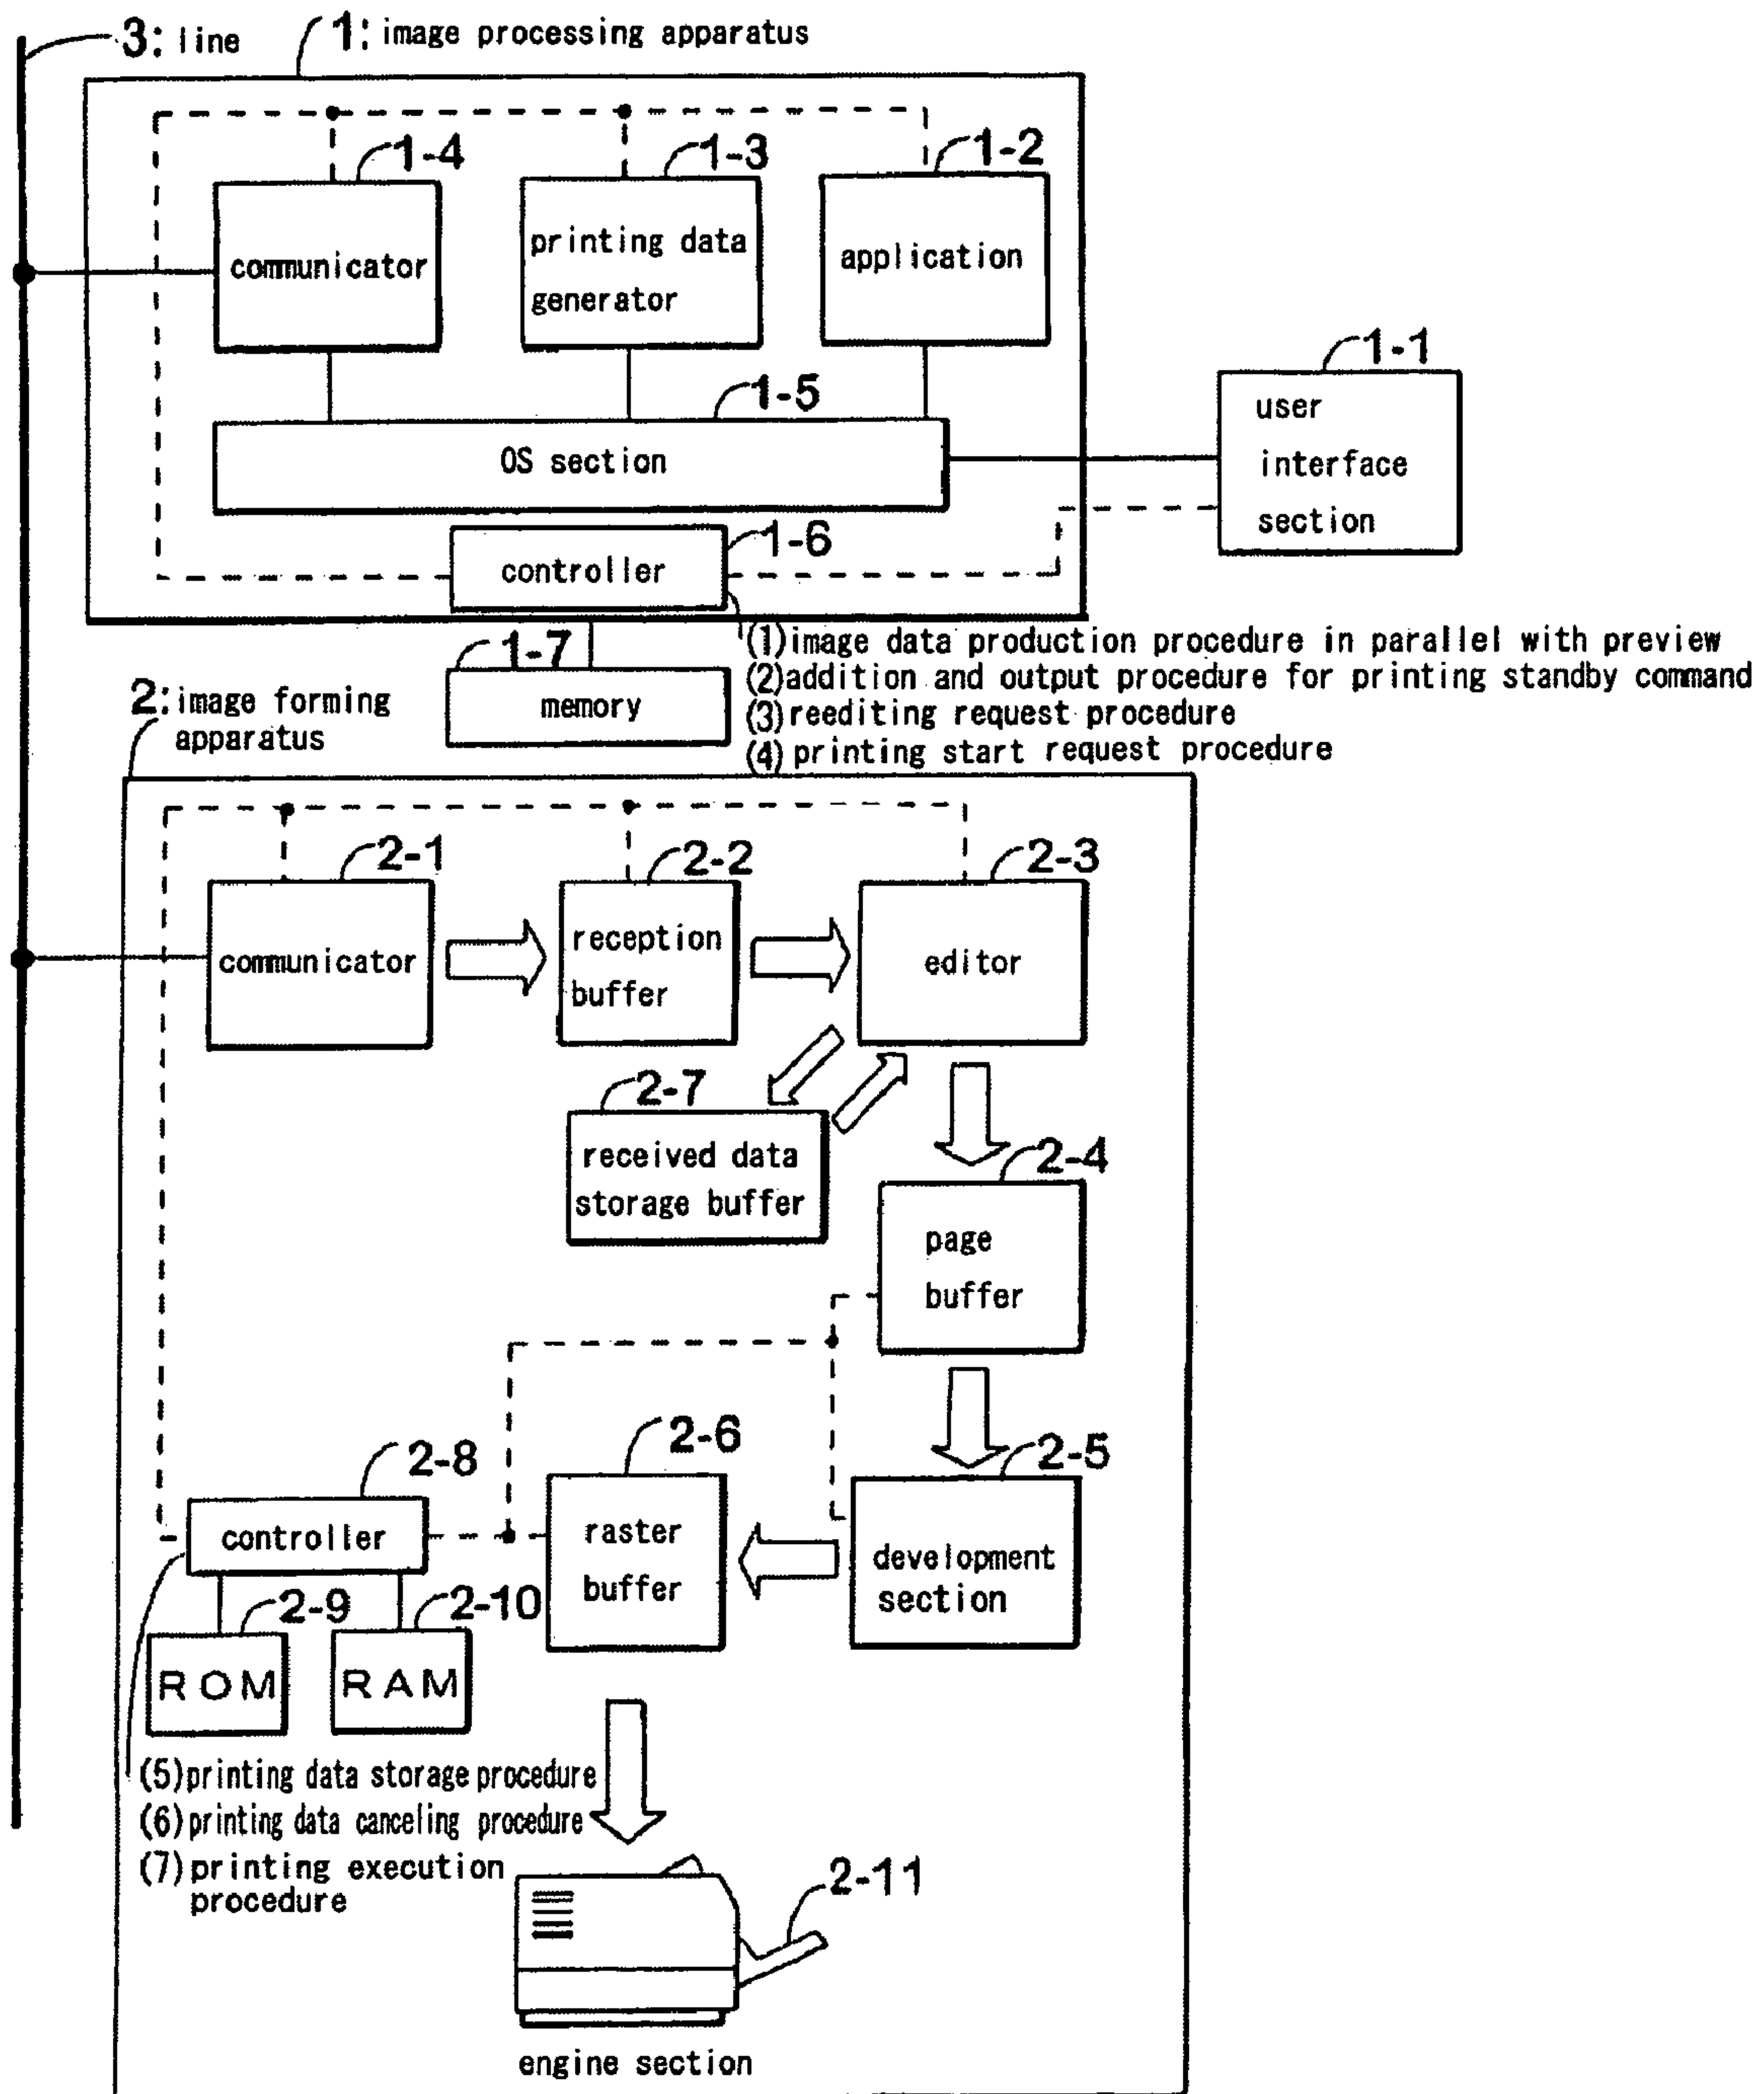 3: line
1: image processing apparatus
1-4
1-3
1-2
communicator
printing data
generator
application
1-1
user
interface
section
1-5
OS section
1-6
controller
1-7
memory
(1)image data production procedure in parallel with preview
(2)addition and output procedure for printing standby command
(3)reediting request procedure
(4)printing start request procedure
2:image forming
apparatus
2-1
2-2
2-3
communicator
reception
buffer
editor
2-7
received data
storage buffer
2-4
page
buffer
2-8
2-6
2-5
controller
raster
buffer
development
section
2-9
2-10
ROM
RAM
(5)printing data storage procedure
(6)printing data canceling procedure
(7)printing execution
procedure
2-11
engine section